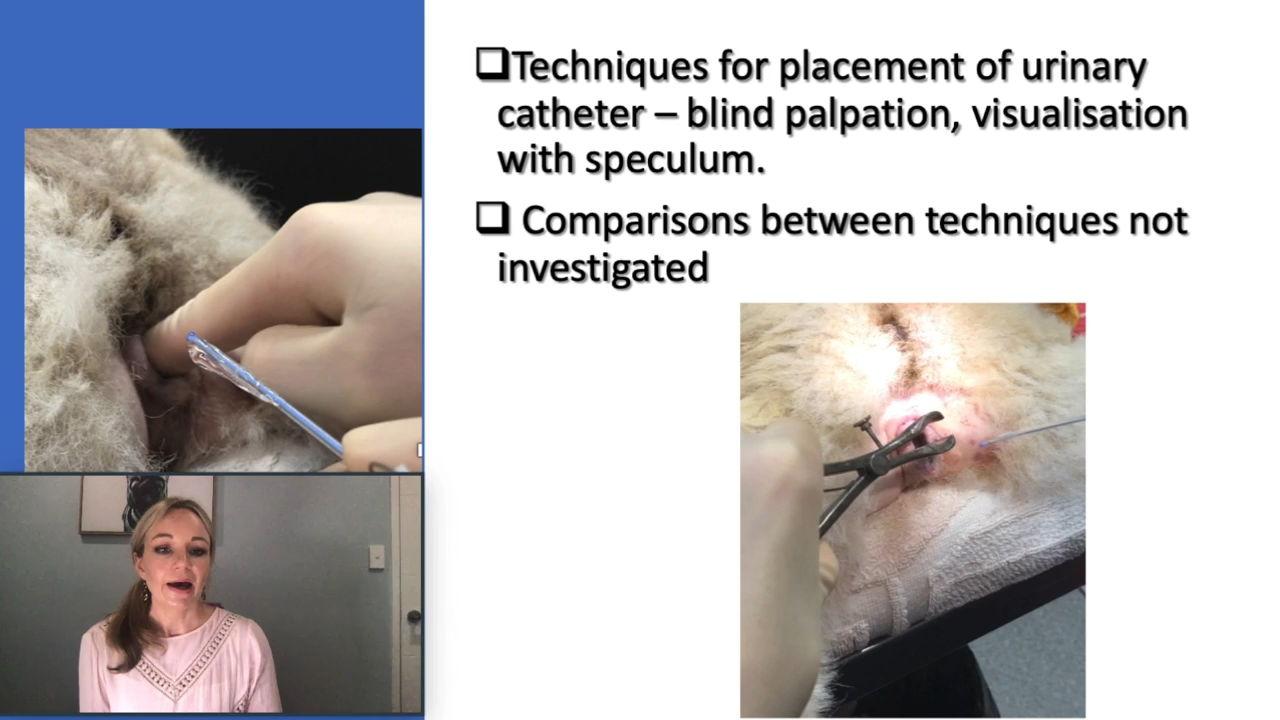 Techniques for placement of urinary
catheter – blind palpation, visualisation
with speculum.
Comparisons between techniques not
investigated